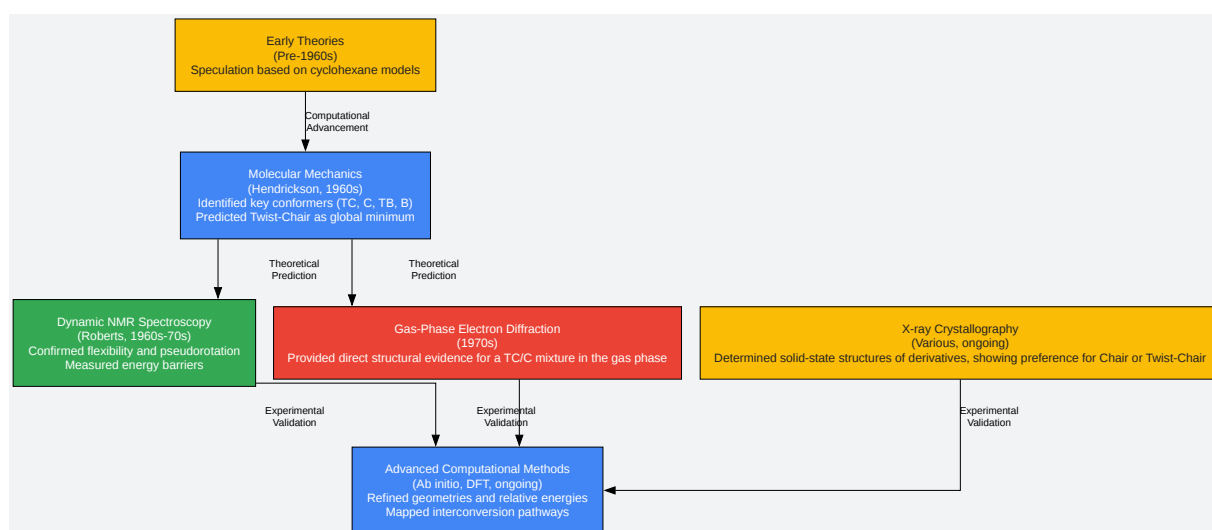 Early Theories
(Pre-1960s)
Speculation based on cyclohexane models
Computational
Advancement
Molecular Mechanics
(Hendrickson, 1960s)
Identified key conformers (TC, C, TB, B)
Predicted Twist-Chair as global minimum
Theoretical
Prediction
Theoretical
Prediction
Dynamic NMR Spectroscopy
(Roberts, 1960s-70s)
Confirmed flexibility and pseudorotation
Measured energy barriers
Gas-Phase Electron Diffraction
(1970s)
Provided direct structural evidence for a TC/C mixture in the gas phase
X-ray Crystallography
(Various, ongoing)
Determined solid-state structures of derivatives, showing preference for Chair or Twist-Chair
Experimental
Validation
Experimental
Validation
Experimental
Validation
Advanced Computational Methods
(Ab initio, DFT, ongoing)
Refined geometries and relative energies
Mapped interconversion pathways